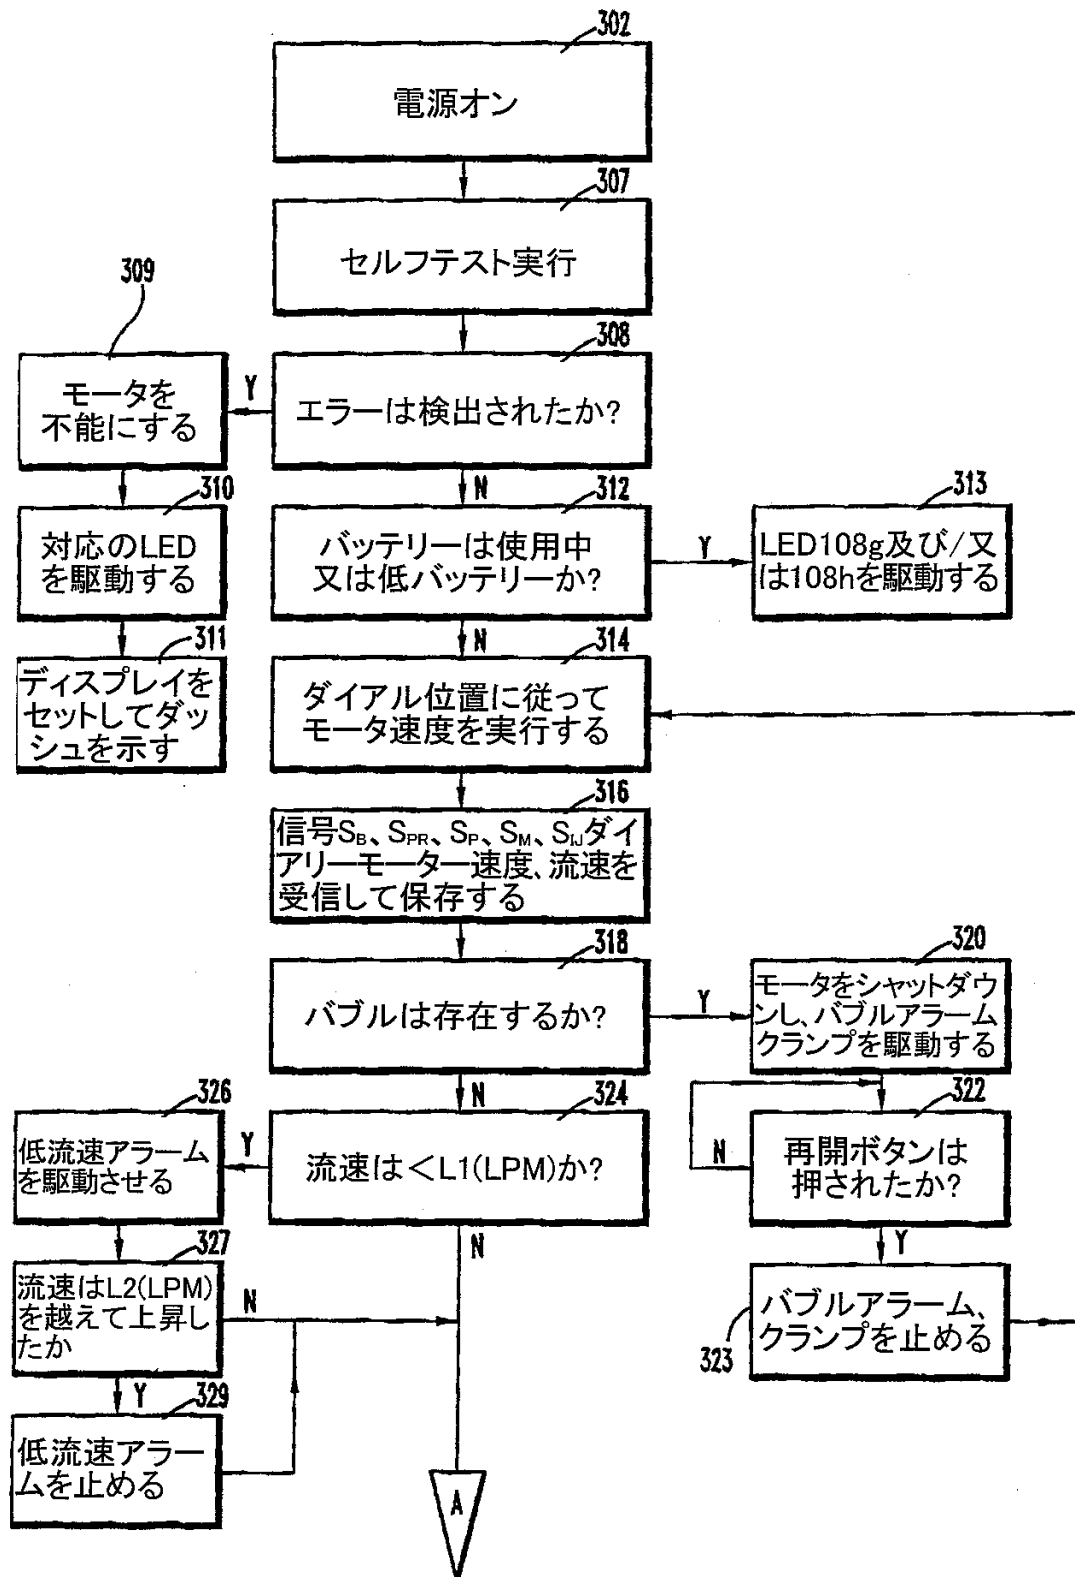 302
電源オン
307
セルフテスト実行
308
エラーは検出されたか?
Y
N
309
モータを
不能にする
310
対応のLED
を駆動する
311
ディスプレイを
セットしてダッ
シュを示す
312
バッテリーは使用中
又は低バッテリーか?
Y
N
313
LED108g及び/又
は108hを駆動する
314
ダイアル位置に従って
モータ速度を実行する
316
信号SB、SPR、SP、SM、SIJダイ
アリーモーター速度、流速を
受信して保存する
318
バブルは存在するか?
Y
N
320
モータをシャットダウ
ンし、バブルアラーム
クランプを駆動する
322
再開ボタンは
押されたか?
N
Y
323
バブルアラーム、
クランプを止める
324
流速は<L1(LPM)か?
Y
N
326
低流速アラーム
を駆動させる
327
流速はL2(LPM)
を越えて上昇し
たか
N
Y
329
低流速アラー
ムを止める
A